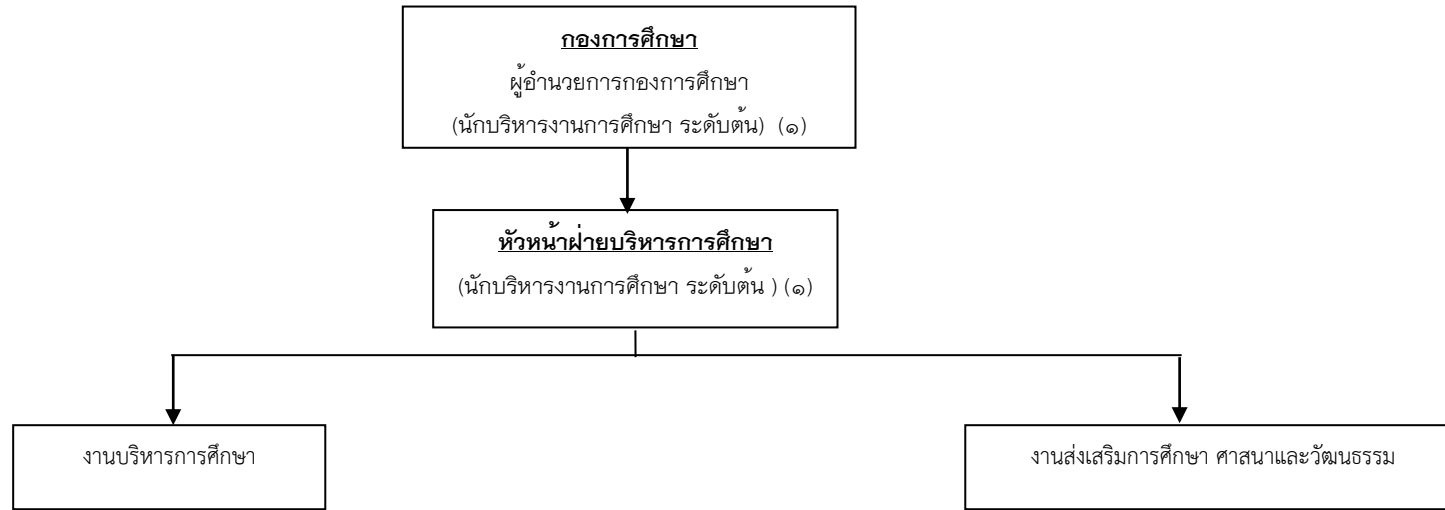 กองการศึกษา
ผู้อำนวยการกองการศึกษา
(นักบริหารงานการศึกษา ระดับต้น) (๑)
หัวหน้าฝ่ายบริหารการศึกษา
(นักบริหารงานการศึกษา ระดับต้น ) (๑)
งานบริหารการศึกษา
งานส่งเสริมการศึกษา ศาสนาและวัฒนธรรม